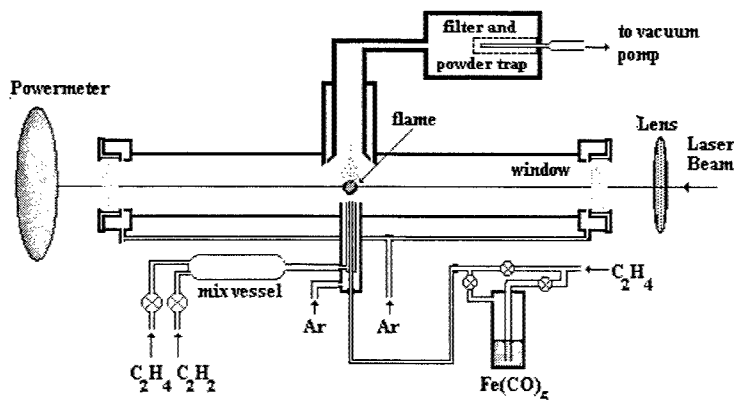 filter and
powder trap
to vacuum
pump
Powermeter
flame
Lens
Laser
Beam
window
mix vessel
Ar
Ar
C2H4
C2H4 C2H2
Fe(CO)5